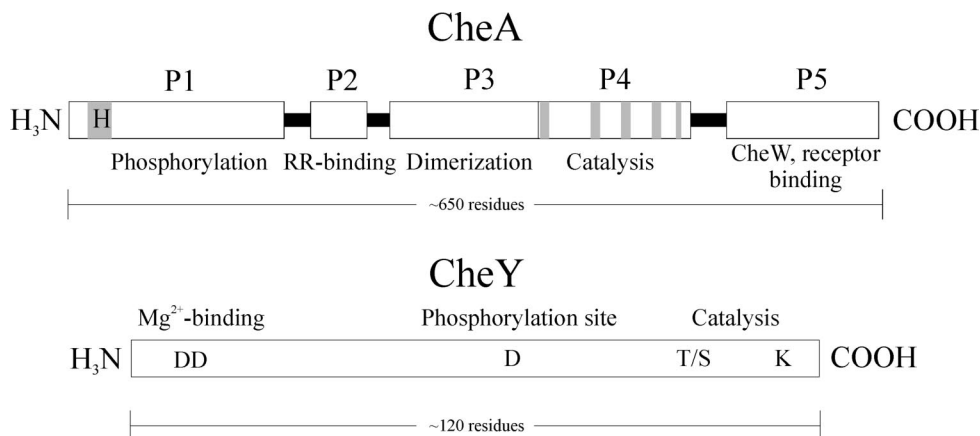 CheA
P1 P2 P3 P4 P5
H₃N H COOH
Phosphorylation RR-binding Dimerization Catalysis CheW, receptor
binding
~650 residues
CheY
Mg²⁺-binding Phosphorylation site Catalysis
H₃N DD D T/S K COOH
~120 residues